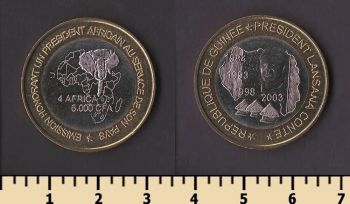 EMISSION HONORANT UN PRESIDENT AFRICAIN AU SERVICE DE SON PAYS
4 AFRICA
6.000 CFA
REPUBLIQUE DE GUINEE PRESIDENT LANSANA CONTE
1998 2003
1 2 3 4 5 6 7